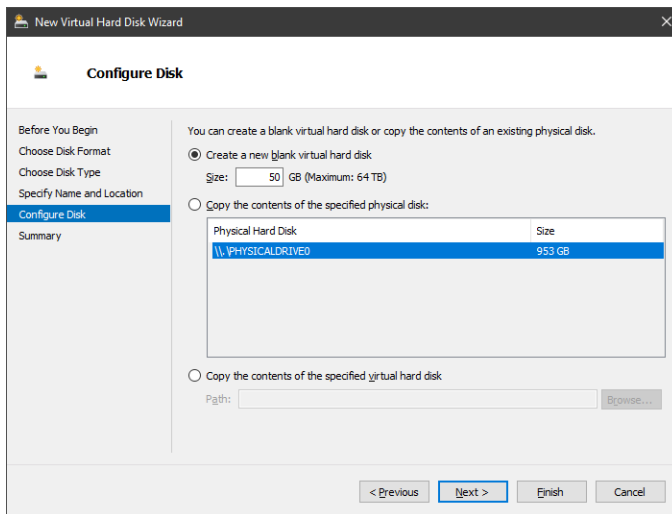 New Virtual Hard Disk Wizard
Configure Disk
Before You Begin
Choose Disk Format
Choose Disk Type
Specify Name and Location
Configure Disk
Summary
You can create a blank virtual hard disk or copy the contents of an existing physical disk.
Create a new blank virtual hard disk
Size: 50 GB (Maximum: 64 TB)
Copy the contents of the specified physical disk:
Physical Hard Disk Size
\\.\PHYSICALDRIVE0 953 GB
Copy the contents of the specified virtual hard disk
Path: Browse...
< Previous Next > Finish Cancel